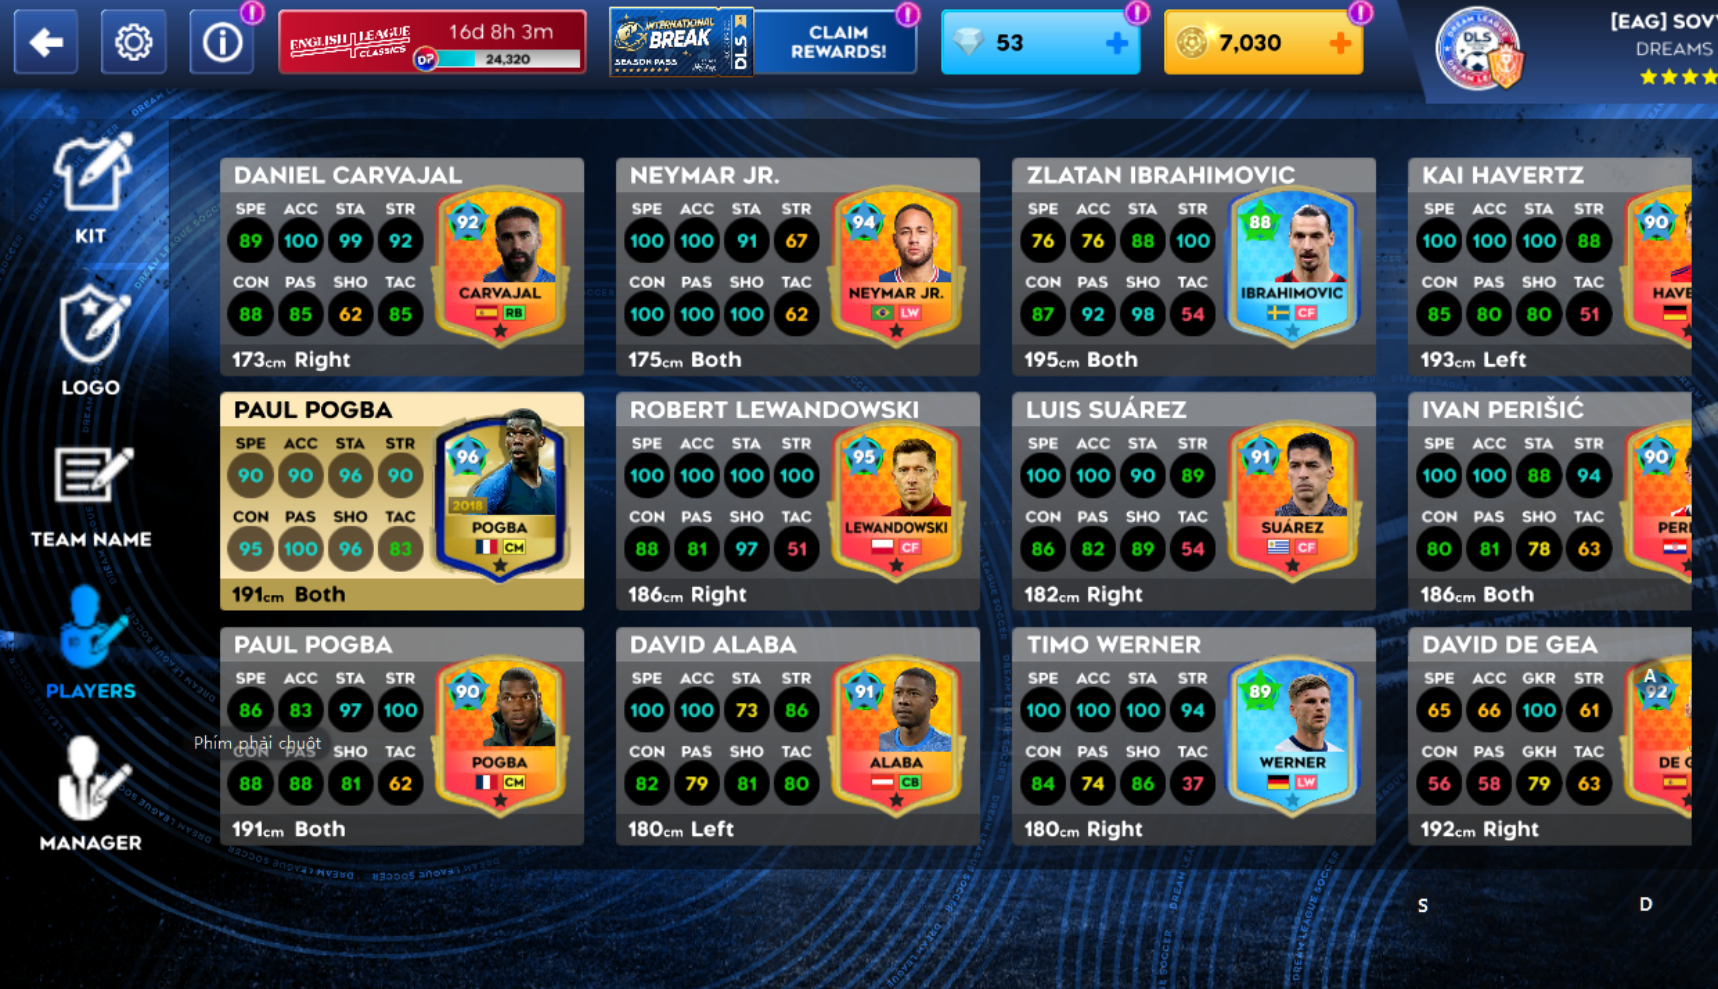 ENGLISH LEAGUE
CLASSICS
16d 8h 3m
DP
24,320
INTERNATIONAL
BREAK
SEASON PASS
DLS
CLAIM
REWARDS!
53
7,030
DLS
[EAG] SOV
DREAMS
KIT
LOGO
TEAM NAME
PLAYERS
MANAGER
DANIEL CARVAJAL
SPE ACC STA STR
89 100 99 92
CON PAS SHO TAC
88 85 62 85
173cm Right
92
CARVAJAL
RB
NEYMAR JR.
SPE ACC STA STR
100 100 91 67
CON PAS SHO TAC
100 100 100 62
175cm Both
94
NEYMAR JR.
LW
ZLATAN IBRAHIMOVIC
SPE ACC STA STR
76 76 88 100
CON PAS SHO TAC
87 92 98 54
195cm Both
88
IBRAHIMOVIC
CF
KAI HAVERTZ
SPE ACC STA STR
100 100 100 88
CON PAS SHO TAC
85 80 80 51
193cm Left
90
HAVE
PAUL POGBA
SPE ACC STA STR
90 90 96 90
CON PAS SHO TAC
95 100 96 83
191cm Both
96
2018
POGBA
CM
ROBERT LEWANDOWSKI
SPE ACC STA STR
100 100 100 100
CON PAS SHO TAC
88 81 97 51
186cm Right
95
LEWANDOWSKI
CF
LUIS SUÁREZ
SPE ACC STA STR
100 100 90 89
CON PAS SHO TAC
86 82 89 54
182cm Right
91
SUÁREZ
CF
IVAN PERIŠIĆ
SPE ACC STA STR
100 100 88 94
CON PAS SHO TAC
80 81 78 63
186cm Both
90
PERI
PAUL POGBA
SPE ACC STA STR
86 83 97 100
Phím phải chuột
CON PAS SHO TAC
88 88 81 62
191cm Both
90
POGBA
CM
DAVID ALABA
SPE ACC STA STR
100 100 73 86
CON PAS SHO TAC
82 79 81 80
180cm Left
91
ALABA
CB
TIMO WERNER
SPE ACC STA STR
100 100 100 94
CON PAS SHO TAC
84 74 86 37
180cm Right
89
WERNER
LW
DAVID DE GEA
SPE ACC GKR STR
65 66 100 61
CON PAS GKH TAC
56 58 79 63
192cm Right
A
92
DE G
S
D